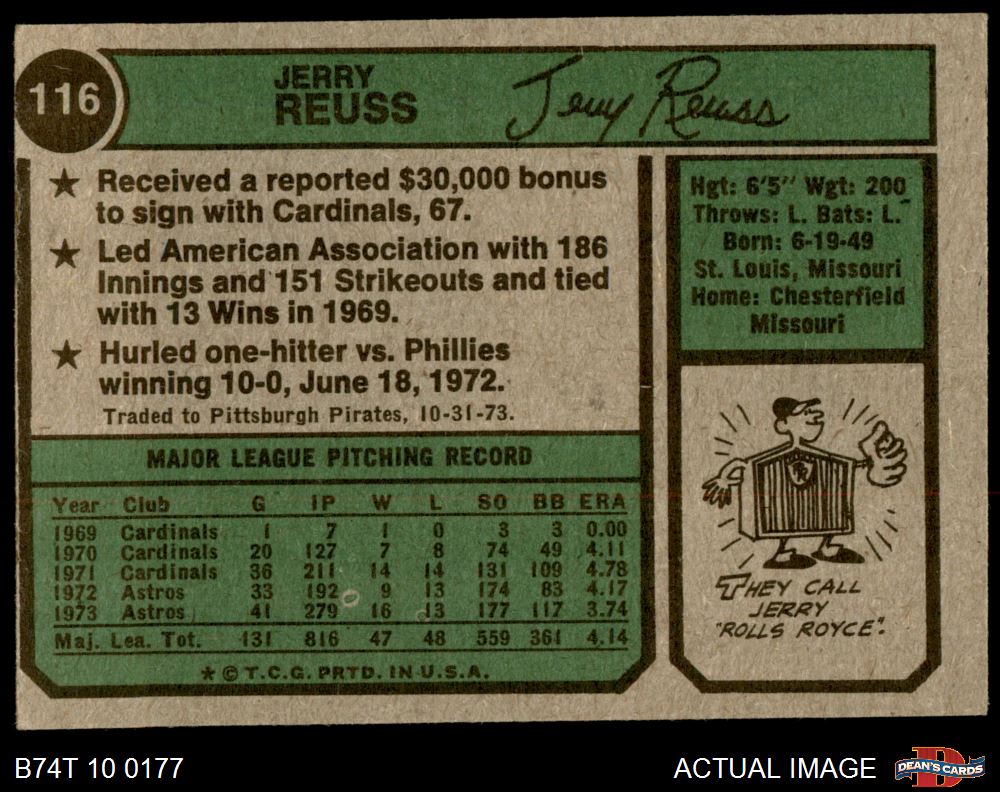 116
JERRY
REUSS
Jerry Reuss
★ Received a reported $30,000 bonus
to sign with Cardinals, 67.
★ Led American Association with 186
Innings and 151 Strikeouts and tied
with 13 Wins in 1969.
★ Hurled one-hitter vs. Phillies
winning 10-0, June 18, 1972.
Traded to Pittsburgh Pirates, 10-31-73.
Hgt: 6'5" Wgt: 200
Throws: L. Bats: L.
Born: 6-19-49
St. Louis, Missouri
Home: Chesterfield
Missouri
MAJOR LEAGUE PITCHING RECORD
Year Club G IP W L SO BB ERA
1969 Cardinals 1 7 1 0 3 3 0.00
1970 Cardinals 20 127 7 8 74 49 4.11
1971 Cardinals 36 211 14 14 131 109 4.78
1972 Astros 33 192 9 13 174 83 4.17
1973 Astros 41 279 16 13 177 117 3.74
Maj. Lea. Tot. 131 816 47 48 559 361 4.14
★ © T.C.G. PRTD. IN U.S.A.
RR
THEY CALL
JERRY
"ROLLS ROYCE".
B74T 10 0177
ACTUAL IMAGE
DEAN'S CARDS